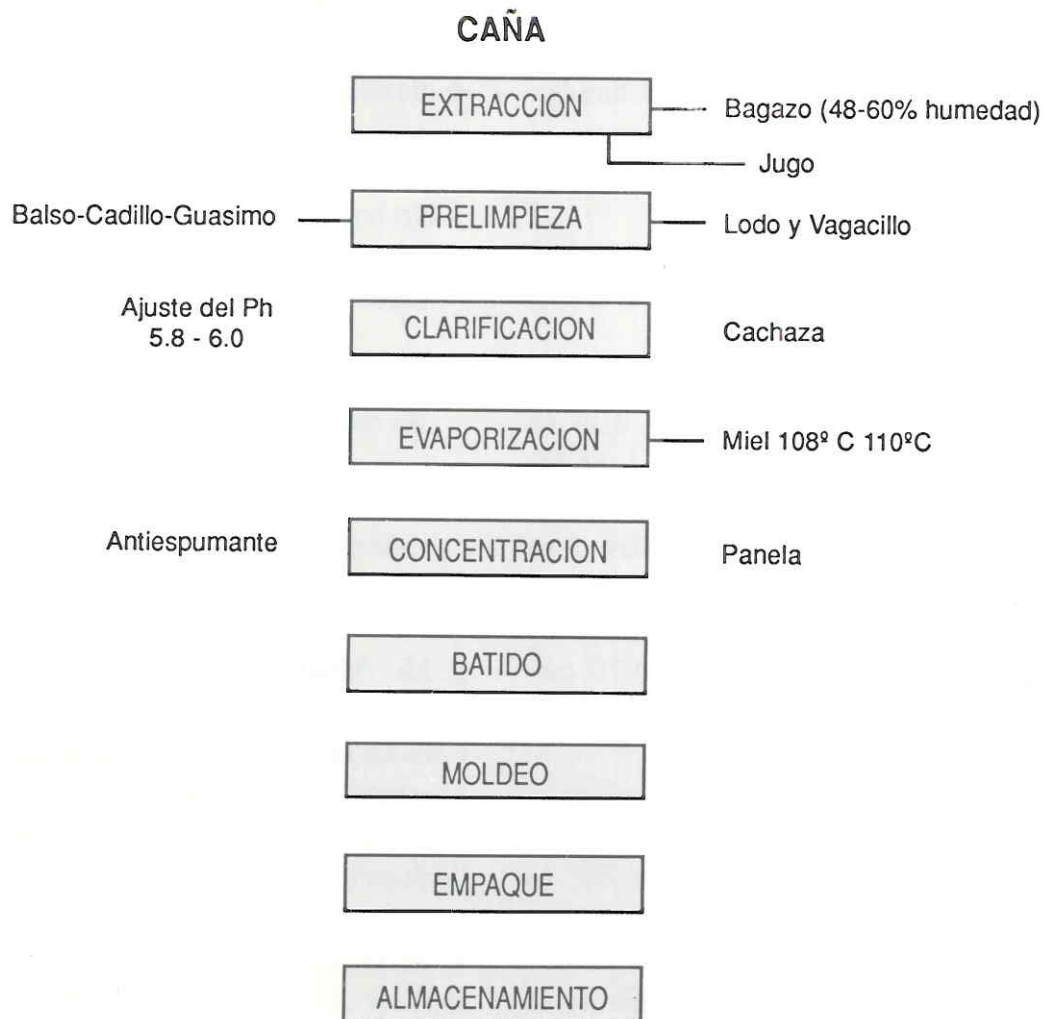 CAÑA
EXTRACCION
Bagazo (48-60% humedad)
Jugo
Balso-Cadillo-Guasimo
PRELIMPIEZA
Lodo y Vagacillo
Ajuste del Ph
5.8 - 6.0
CLARIFICACION
Cachaza
EVAPORIZACION
Miel 108º C 110ºC
Antiespumante
CONCENTRACION
Panela
BATIDO
MOLDEO
EMPAQUE
ALMACENAMIENTO